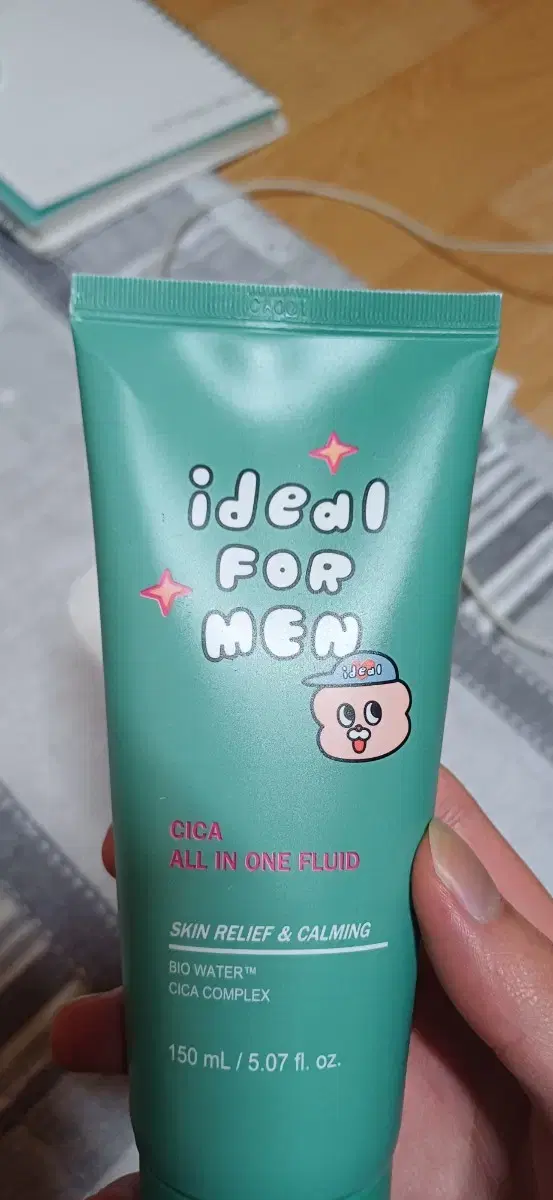 ideal
FOR
MEN
ideal
CICA
ALL IN ONE FLUID
SKIN RELIEF & CALMING
BIO WATER™
CICA COMPLEX
150 mL / 5.07 fl. oz.